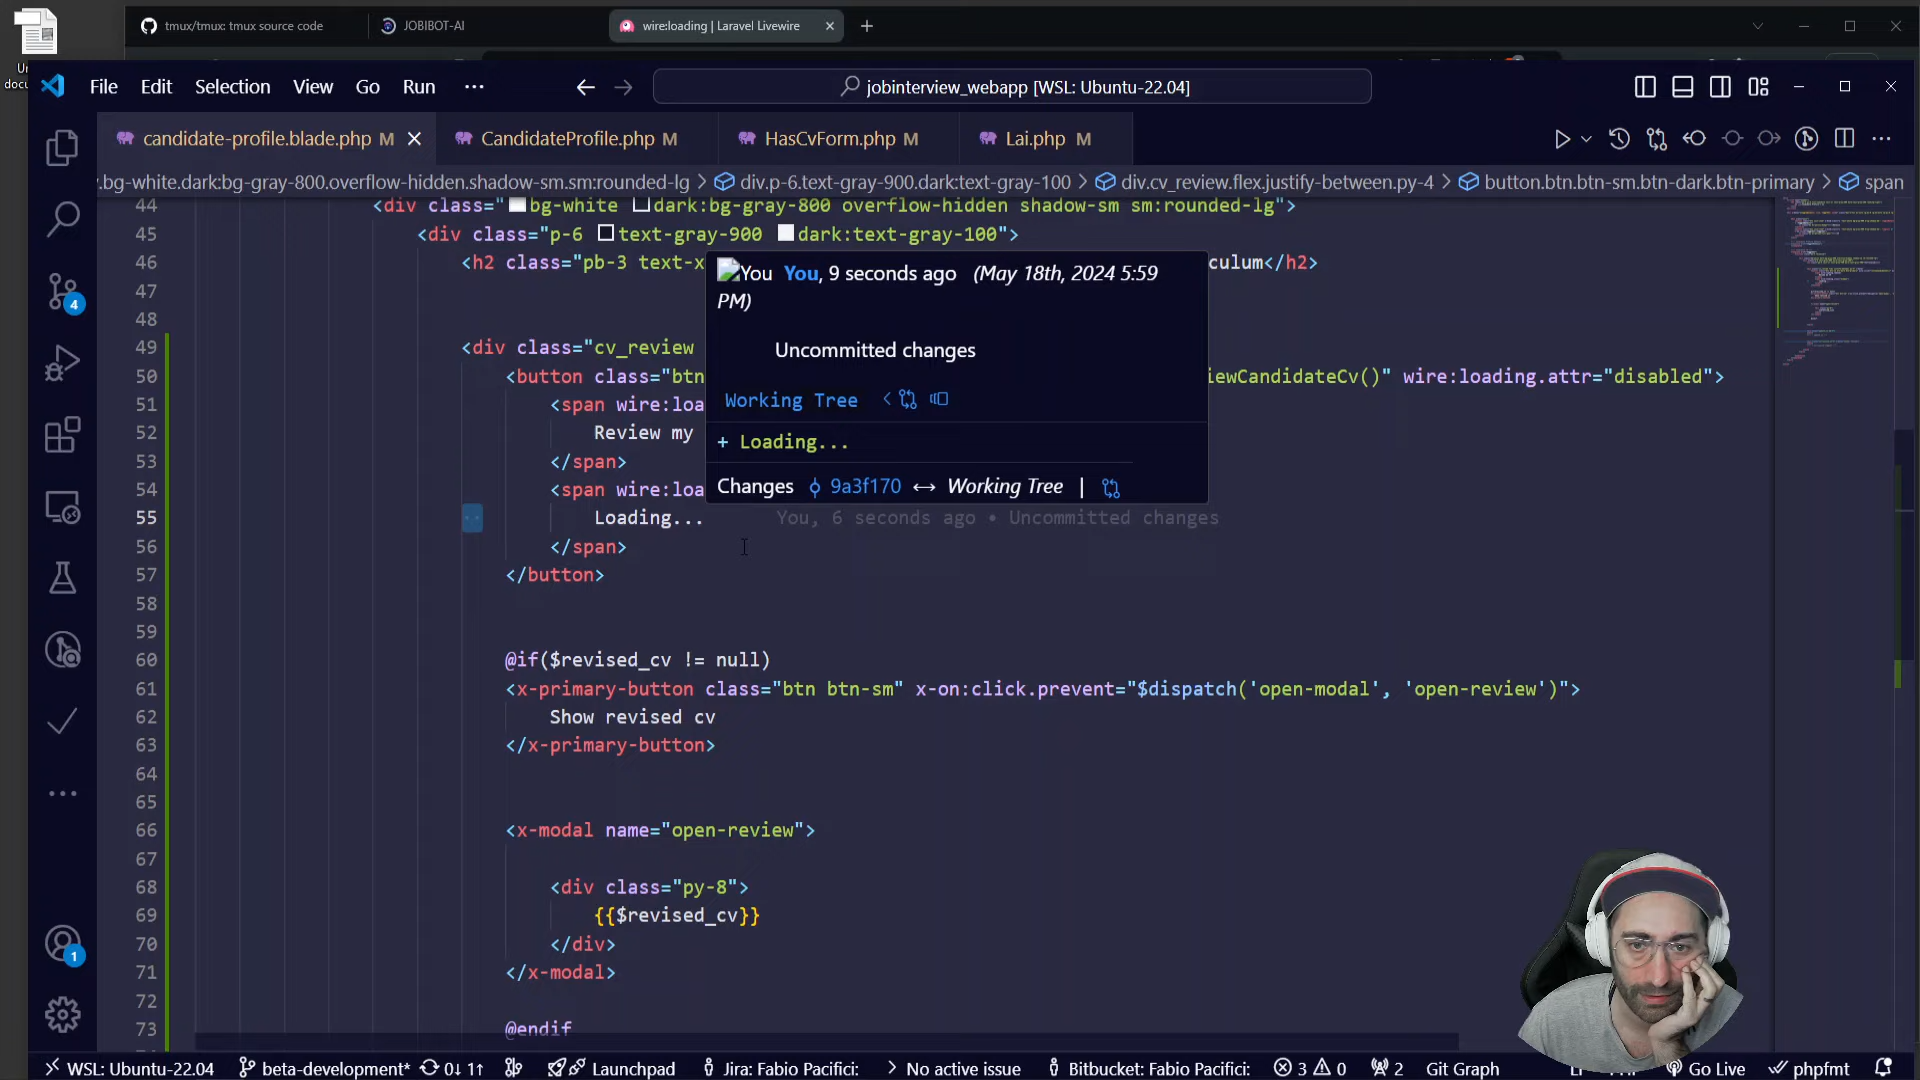 tmux/tmux: tmux source code
JOBIBOT-AI
wire:loading | Laravel Livewire
File Edit Selection View Go Run ···
jobinterview_webapp [WSL: Ubuntu-22.04]
candidate-profile.blade.php M
CandidateProfile.php M
HasCvForm.php M
Lai.php M
.bg-white.dark:bg-gray-800.overflow-hidden.shadow-sm.sm:rounded-lg > div.p-6.text-gray-900.dark:text-gray-100 > div.cv_review.flex.justify-between.py-4 > button.btn.btn-sm.btn-dark.btn-primary > span
44 <div class="bg-white dark:bg-gray-800 overflow-hidden shadow-sm sm:rounded-lg">
45 <div class="p-6 text-gray-900 dark:text-gray-100">
46 <h2 class="pb-3 text-x culum</h2>
You, 9 seconds ago (May 18th, 2024 5:59
PM)
47
48
49 <div class="cv_review
Uncommitted changes
50 <button class="btn iewCandidateCv()" wire:loading.attr="disabled">
51 <span wire:loa
Working Tree
52 Review my
+ Loading...
53 </span>
54 <span wire:loa
Changes 9a3f170 ↔ Working Tree |
55 Loading... You, 6 seconds ago • Uncommitted changes
56 </span>
57 </button>
58
59
60 @if($revised_cv != null)
61 <x-primary-button class="btn btn-sm" x-on:click.prevent="$dispatch('open-modal', 'open-review')">
62 Show revised cv
63 </x-primary-button>
64
65
66 <x-modal name="open-review">
67
68 <div class="py-8">
69 {{$revised_cv}}
70 </div>
71 </x-modal>
72
73 @endif
4
1
WSL: Ubuntu-22.04 beta-development* 0↓ 1↑ Launchpad Jira: Fabio Pacifici: > No active issue Bitbucket: Fabio Pacifici: 3 0 2 Git Graph Go Live phpfmt